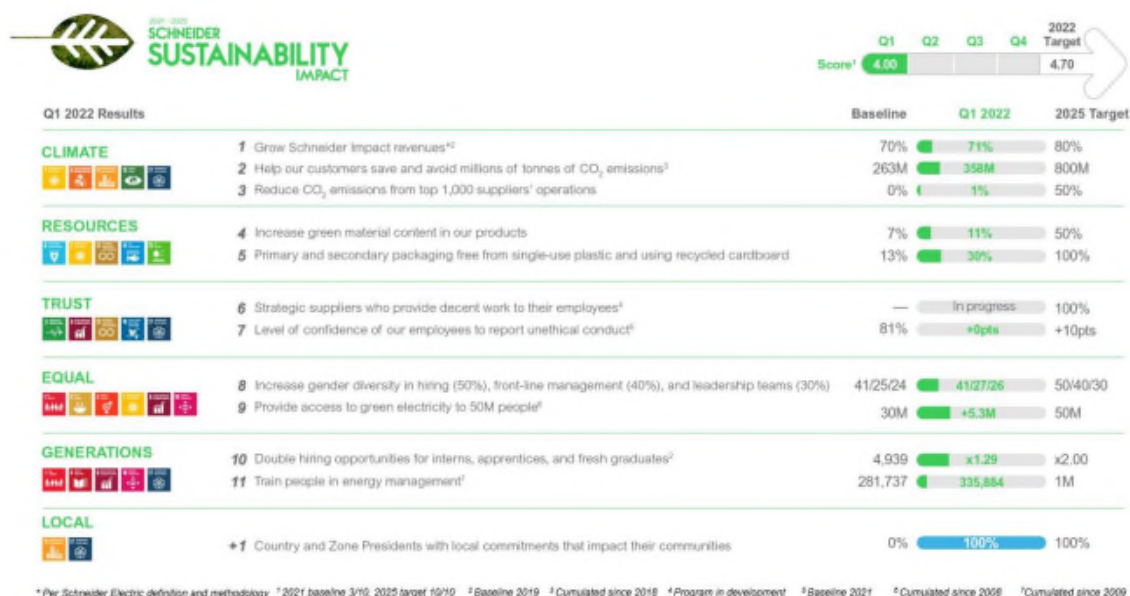 2021 - 2025
SCHNEIDER
SUSTAINABILITY
IMPACT
Q1 Q2 Q3 Q4 2022 Target
Score¹ 4.00 4.70
Q1 2022 Results Baseline Q1 2022 2025 Target
CLIMATE
1 Grow Schneider Impact revenues*² 70% 71% 80%
2 Help our customers save and avoid millions of tonnes of CO₂ emissions³ 263M 358M 800M
3 Reduce CO₂ emissions from top 1,000 suppliers' operations 0% 1% 50%
RESOURCES
4 Increase green material content in our products 7% 11% 50%
5 Primary and secondary packaging free from single-use plastic and using recycled cardboard 13% 30% 100%
TRUST
6 Strategic suppliers who provide decent work to their employees⁴ — In progress 100%
7 Level of confidence of our employees to report unethical conduct⁵ 81% +0pts +10pts
EQUAL
8 Increase gender diversity in hiring (50%), front-line management (40%), and leadership teams (30%) 41/25/24 41/27/26 50/40/30
9 Provide access to green electricity to 50M people⁶ 30M +5.3M 50M
GENERATIONS
10 Double hiring opportunities for interns, apprentices, and fresh graduates² 4,939 x1.29 x2.00
11 Train people in energy management⁷ 281,737 335,884 1M
LOCAL
+1 Country and Zone Presidents with local commitments that impact their communities 0% 100% 100%
* Per Schneider Electric definition and methodology ¹ 2021 baseline 3/10, 2025 target 10/10 ² Baseline 2019 ³ Cumulated since 2018 ⁴ Program in development ⁵ Baseline 2021 ⁶ Cumulated since 2008 ⁷ Cumulated since 2009